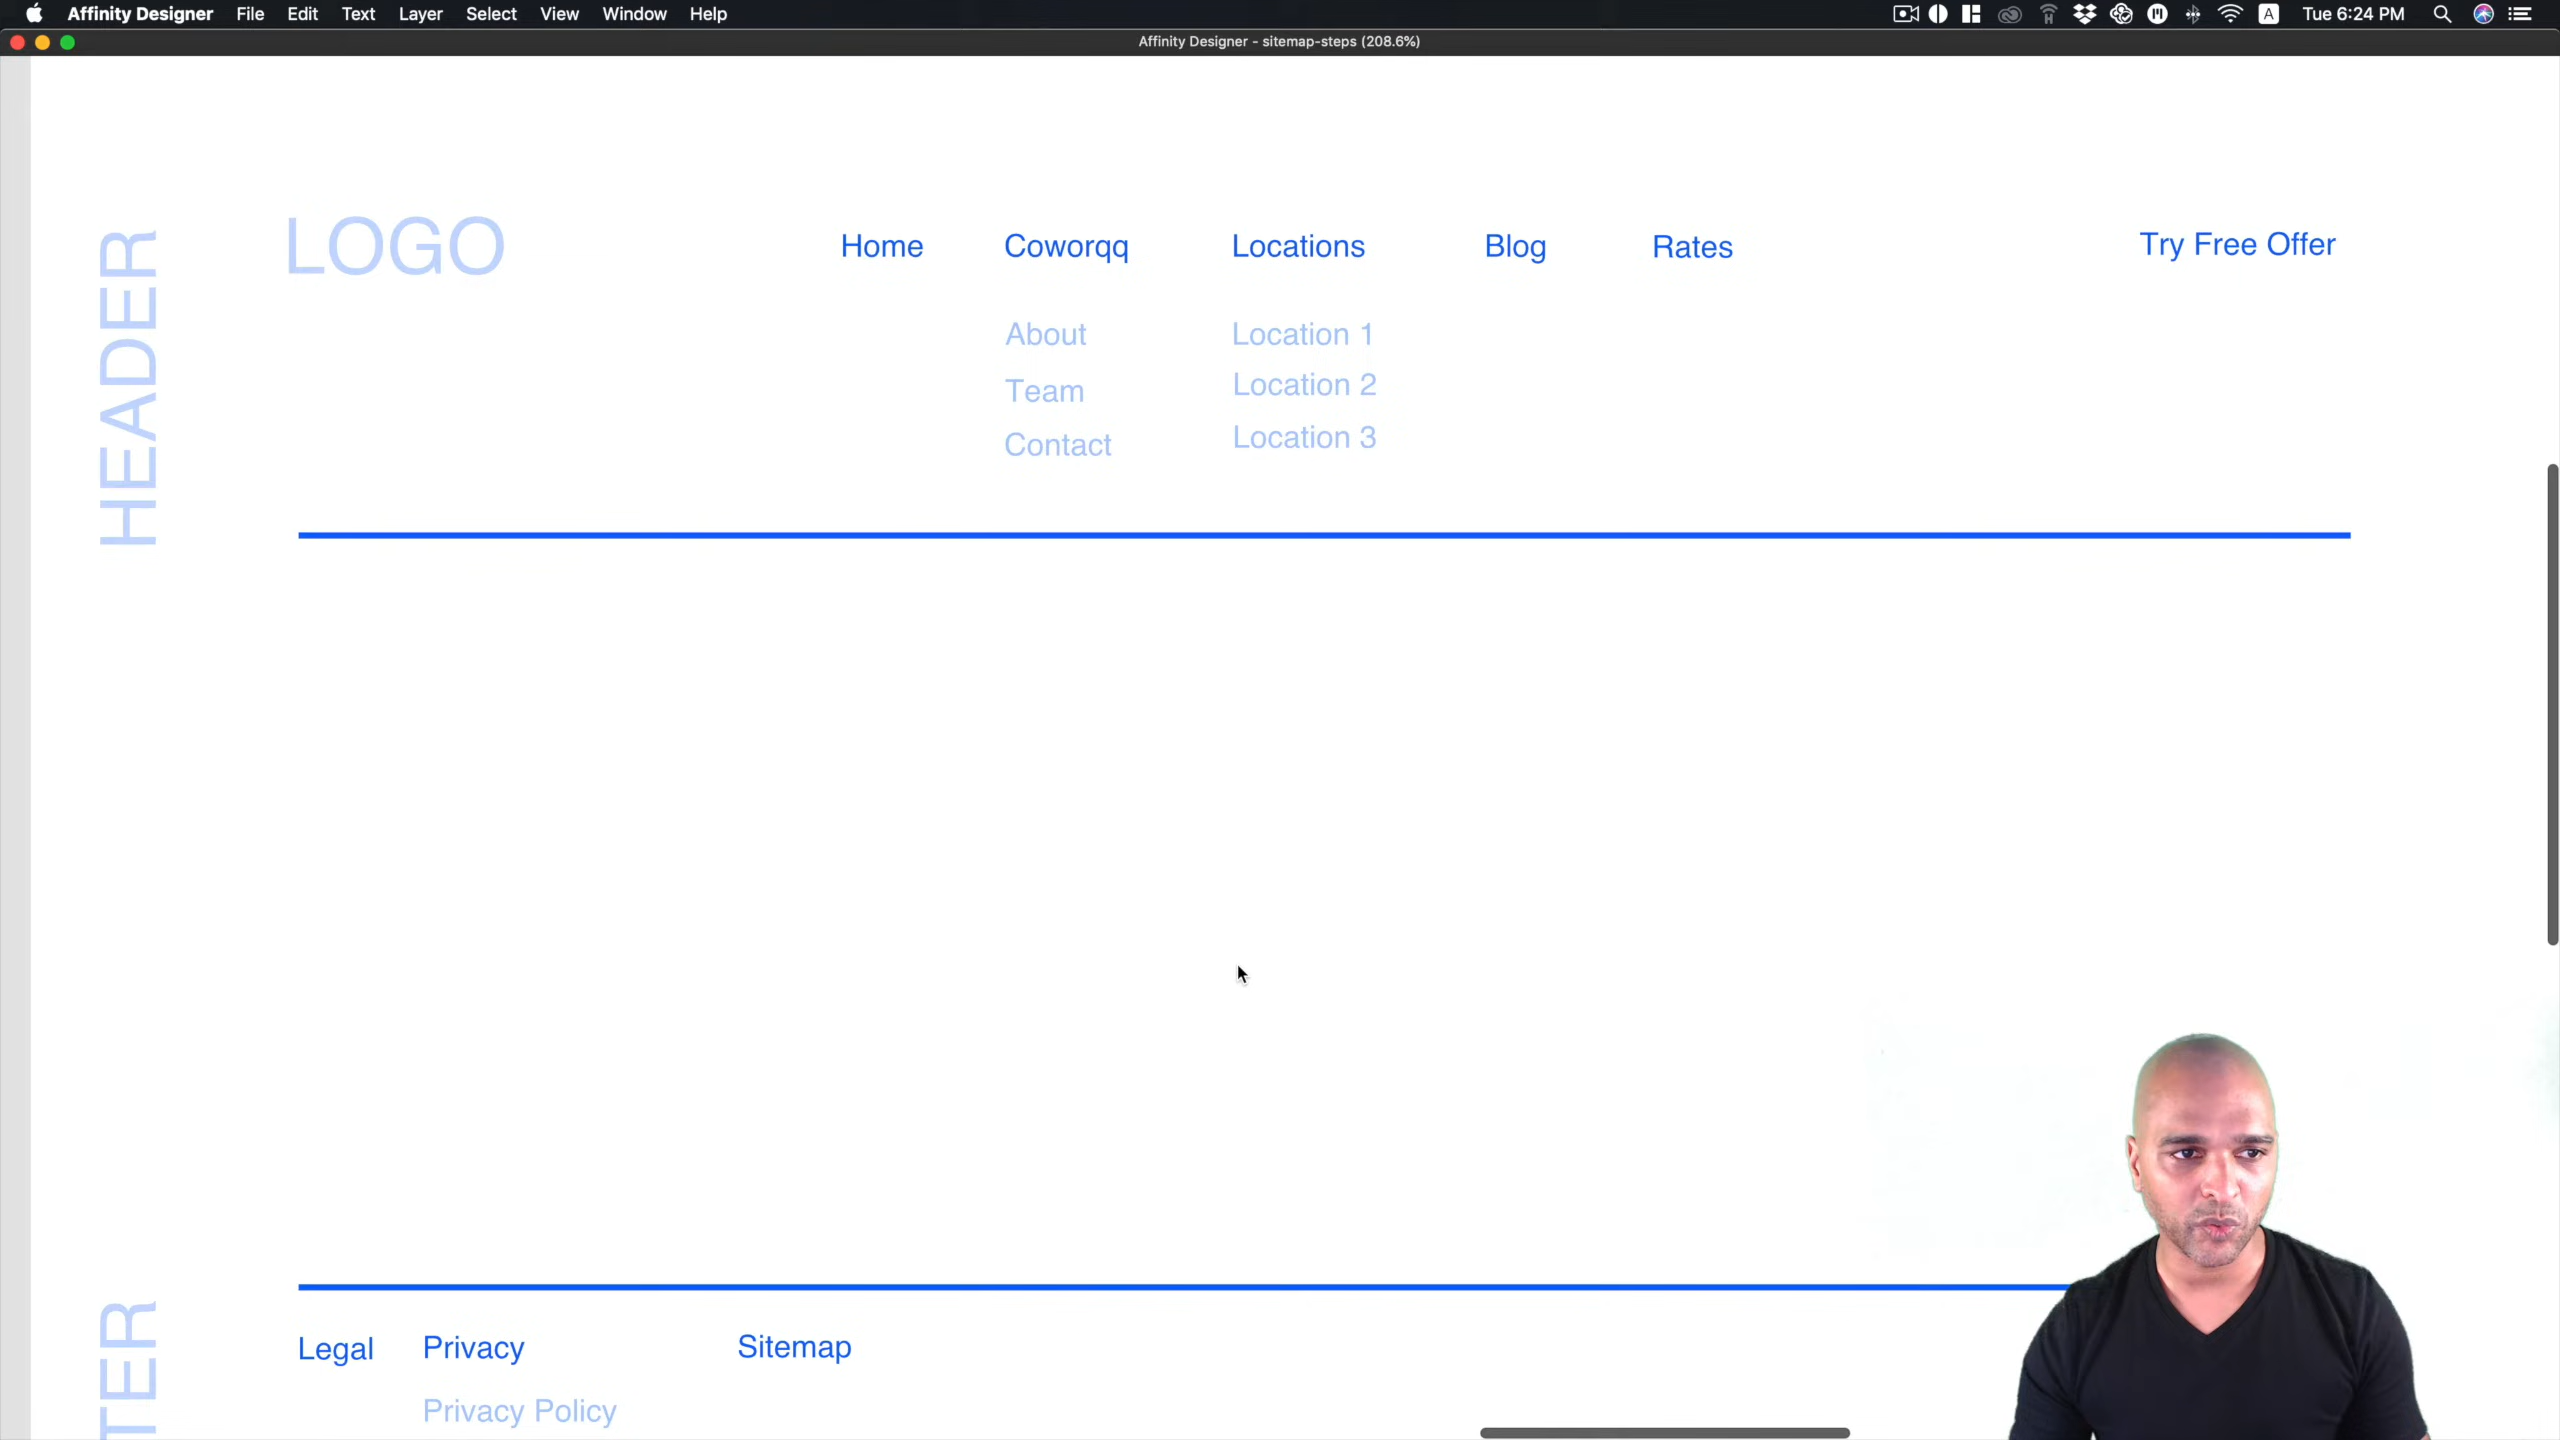 Affinity Designer File Edit Text Layer Select View Window Help A Tue 6:24 PM
Affinity Designer - sitemap-steps (208.6%)
HEADER
LOGO
Home Coworqq Locations Blog Rates Try Free Offer
About Location 1
Team Location 2
Contact Location 3
TER
Legal Privacy Sitemap
Privacy Policy